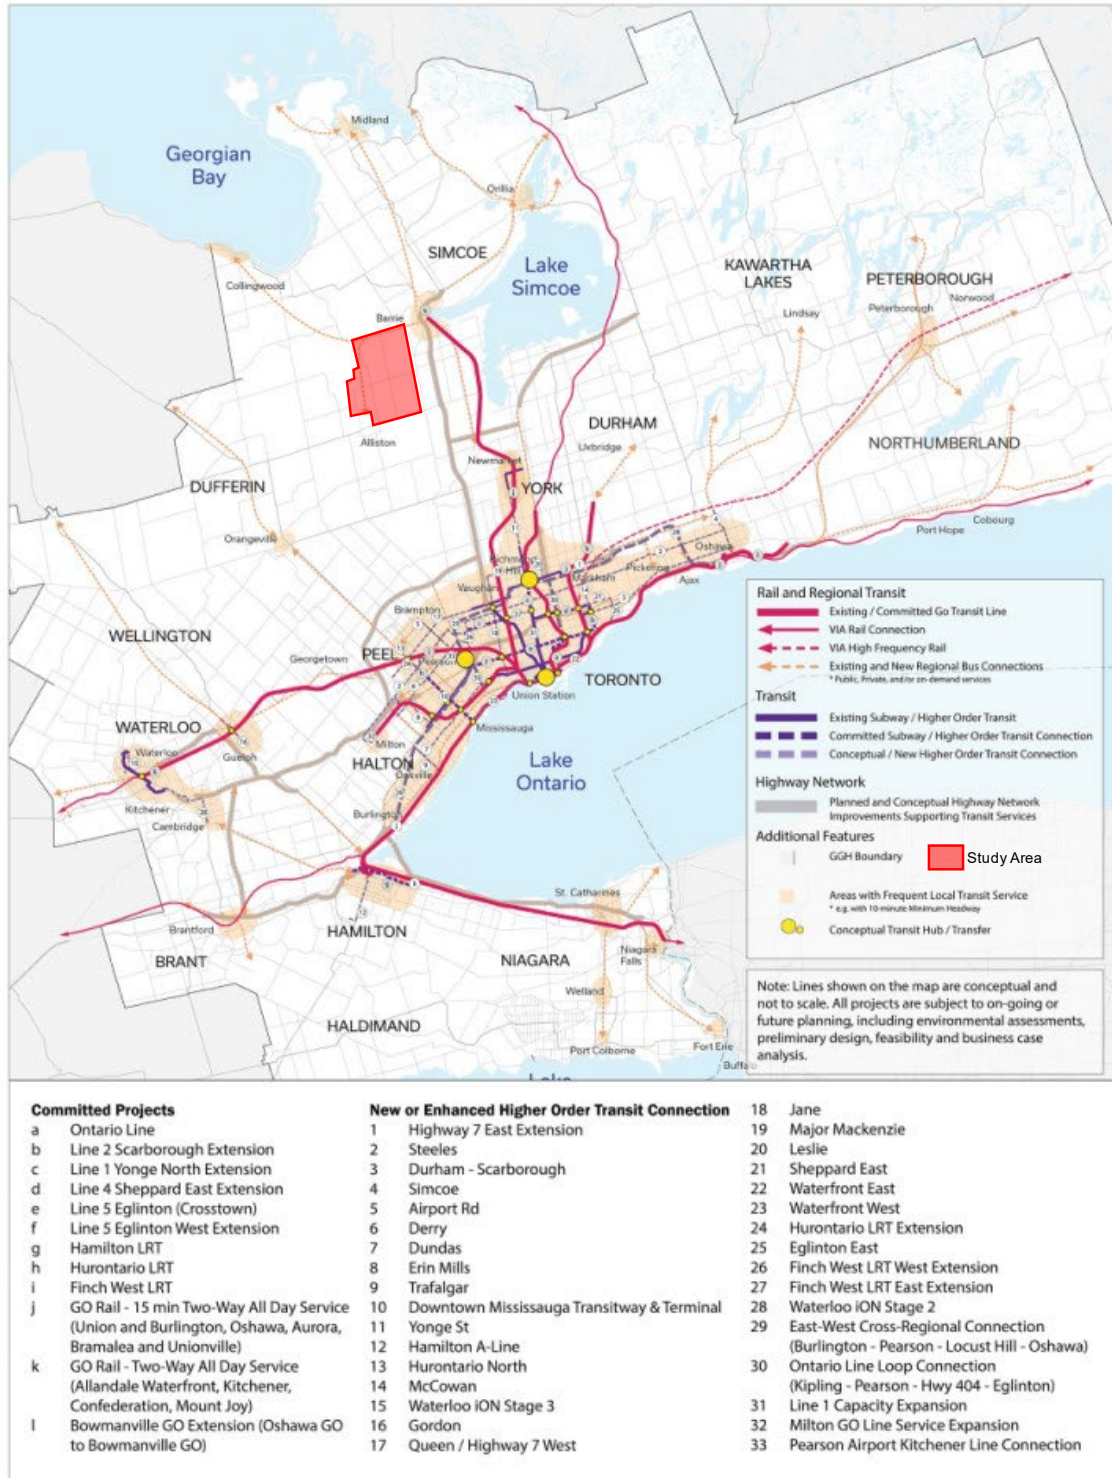 Midland
Georgian
Bay
Orillia
SIMCOE
Lake
Simcoe
KAWARTHA
LAKES
PETERBOROUGH
Norwood
Peterborough
Collingwood
Lindsay
Barrie
DURHAM
Uxbridge
Alliston
NORTHUMBERLAND
Newmarket
YORK
DUFFERIN
Cobourg
Port Hope
Orangeville
Oshawa
Richmond
Hill
Pickering
Markham
Ajax
Vaughan
Brampton
WELLINGTON
Georgetown
PEEL
Pearson
TORONTO
Union Station
WATERLOO
Mississauga
Waterloo
Guelph
Milton
HALTON
Oakville
Lake
Ontario
Kitchener
Cambridge
Burlington
St. Catharines
Brantford
HAMILTON
Niagara
Falls
BRANT
NIAGARA
Welland
HALDIMAND
Port Colborne
Fort Erie
Buffalo
Lake
Rail and Regional Transit
Existing / Committed Go Transit Line
VIA Rail Connection
VIA High Frequency Rail
Existing and New Regional Bus Connections
* Public, Private, and/or on-demand services
Transit
Existing Subway / Higher Order Transit
Committed Subway / Higher Order Transit Connection
Conceptual / New Higher Order Transit Connection
Highway Network
Planned and Conceptual Highway Network
Improvements Supporting Transit Services
Additional Features
GGH Boundary
Study Area
Areas with Frequent Local Transit Service
* e.g. with 10-minute Minimum Headway
Conceptual Transit Hub / Transfer
Note: Lines shown on the map are conceptual and
not to scale. All projects are subject to on-going or
future planning, including environmental assessments,
preliminary design, feasibility and business case
analysis.
Committed Projects
a Ontario Line
b Line 2 Scarborough Extension
c Line 1 Yonge North Extension
d Line 4 Sheppard East Extension
e Line 5 Eglinton (Crosstown)
f Line 5 Eglinton West Extension
g Hamilton LRT
h Hurontario LRT
i Finch West LRT
j GO Rail - 15 min Two-Way All Day Service
(Union and Burlington, Oshawa, Aurora,
Bramalea and Unionville)
k GO Rail - Two-Way All Day Service
(Allandale Waterfront, Kitchener,
Confederation, Mount Joy)
l Bowmanville GO Extension (Oshawa GO
to Bowmanville GO)
New or Enhanced Higher Order Transit Connection
1 Highway 7 East Extension
2 Steeles
3 Durham - Scarborough
4 Simcoe
5 Airport Rd
6 Derry
7 Dundas
8 Erin Mills
9 Trafalgar
10 Downtown Mississauga Transitway & Terminal
11 Yonge St
12 Hamilton A-Line
13 Hurontario North
14 McCowan
15 Waterloo iON Stage 3
16 Gordon
17 Queen / Highway 7 West
18 Jane
19 Major Mackenzie
20 Leslie
21 Sheppard East
22 Waterfront East
23 Waterfront West
24 Hurontario LRT Extension
25 Eglinton East
26 Finch West LRT West Extension
27 Finch West LRT East Extension
28 Waterloo iON Stage 2
29 East-West Cross-Regional Connection
(Burlington - Pearson - Locust Hill - Oshawa)
30 Ontario Line Loop Connection
(Kipling - Pearson - Hwy 404 - Eglinton)
31 Line 1 Capacity Expansion
32 Milton GO Line Service Expansion
33 Pearson Airport Kitchener Line Connection